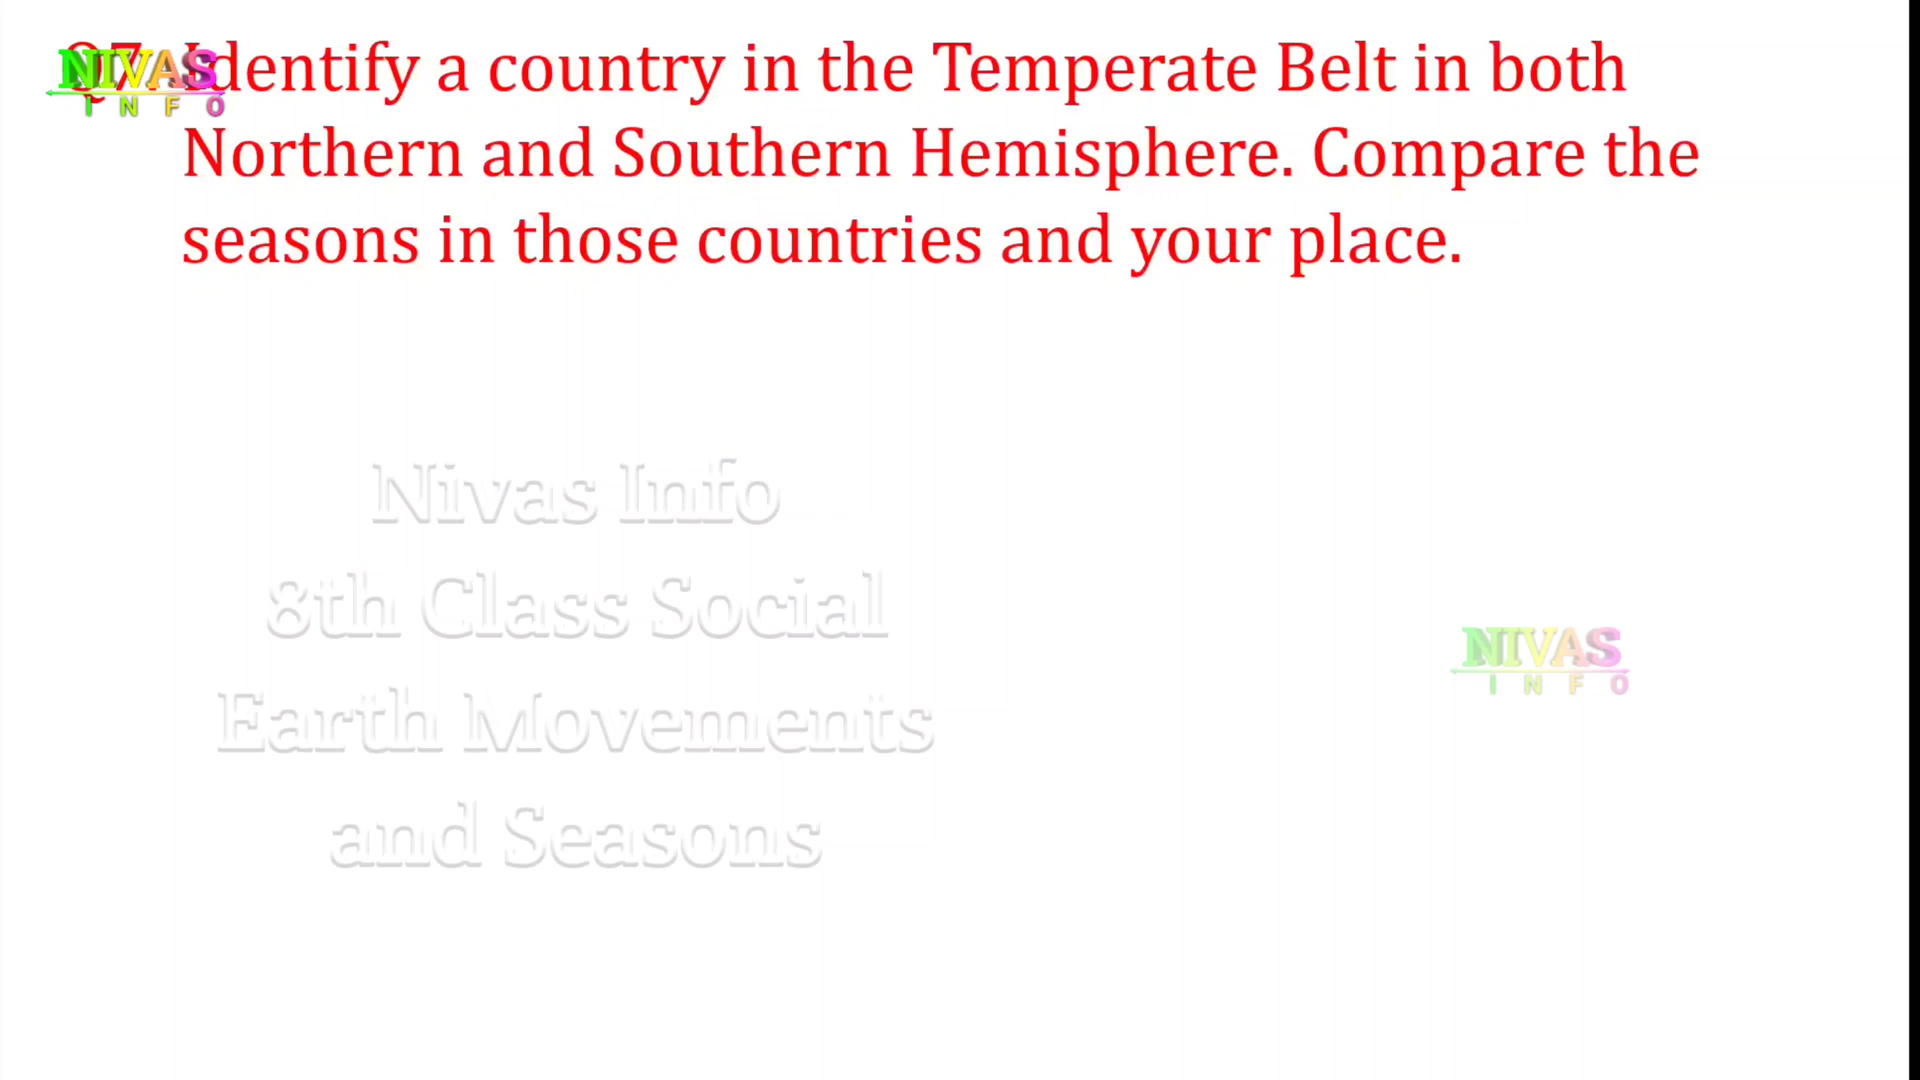 Q7. Identify a country in the Temperate Belt in both
Northern and Southern Hemisphere. Compare the
seasons in those countries and your place.
NIVAS
INFO
Nivas Info
8th Class Social
Earth Movements
and Seasons
NIVAS
INFO